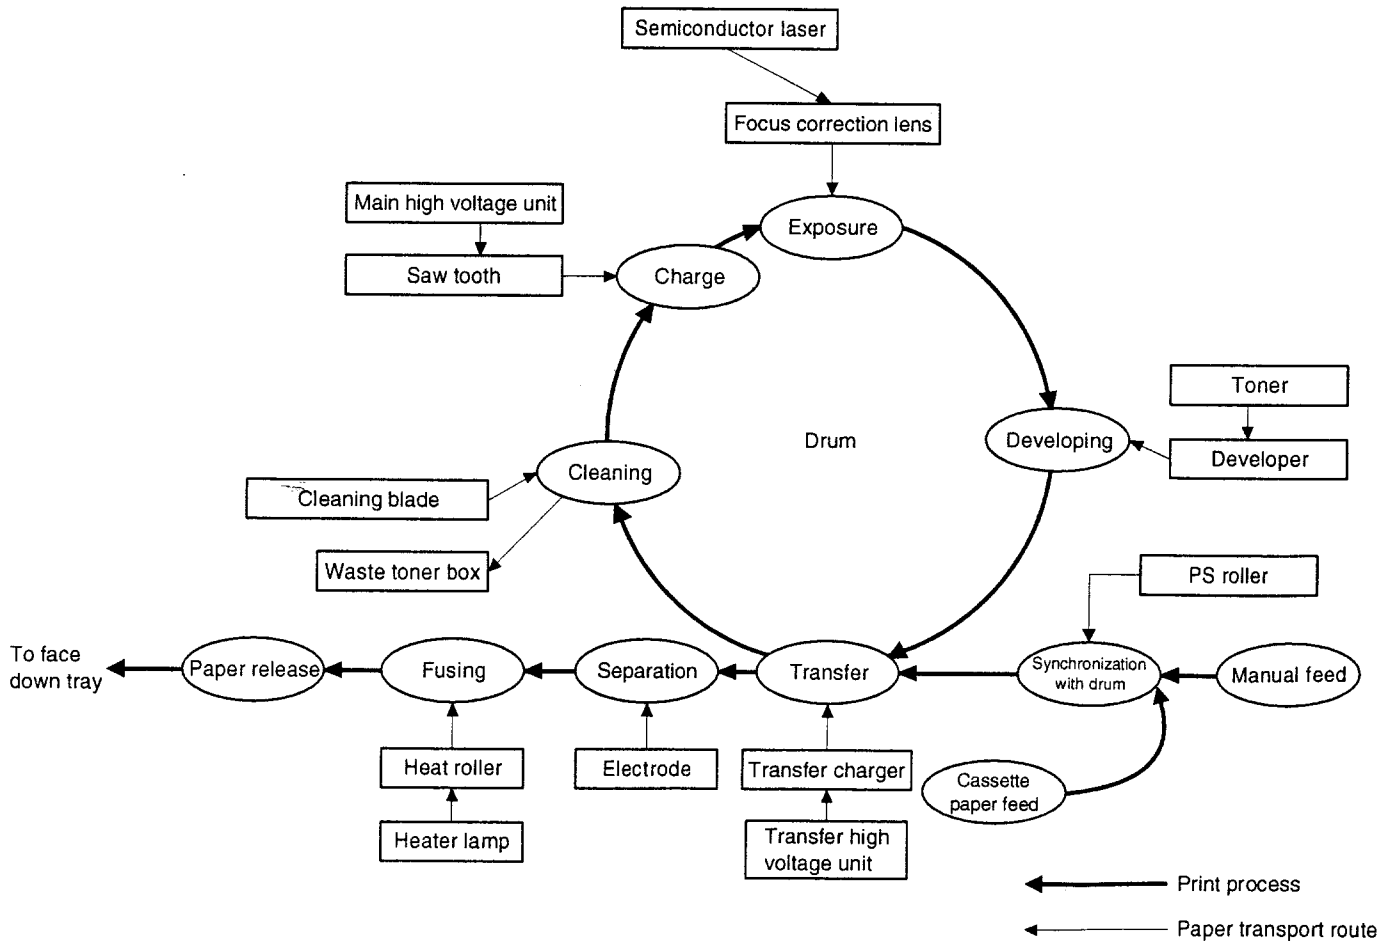 Semiconductor laser
Focus correction lens
Main high voltage unit
Exposure
Saw tooth
Charge
Toner
Drum
Developing
Developer
Cleaning
Cleaning blade
Waste toner box
PS roller
To face
down tray
Paper release
Fusing
Separation
Transfer
Synchronization
with drum
Manual feed
Heat roller
Electrode
Transfer charger
Cassette
paper feed
Heater lamp
Transfer high
voltage unit
Print process
Paper transport route